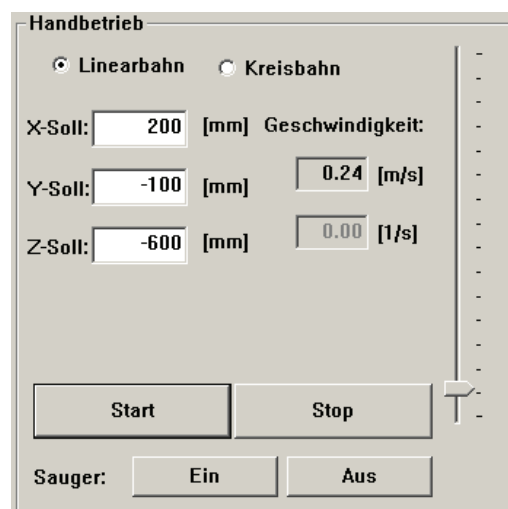 Handbetrieb
Linearbahn Kreisbahn
X-Soll: 200 [mm] Geschwindigkeit:
0.24 [m/s]
Y-Soll: -100 [mm]
0.00 [1/s]
Z-Soll: -600 [mm]
Start Stop
Sauger: Ein Aus